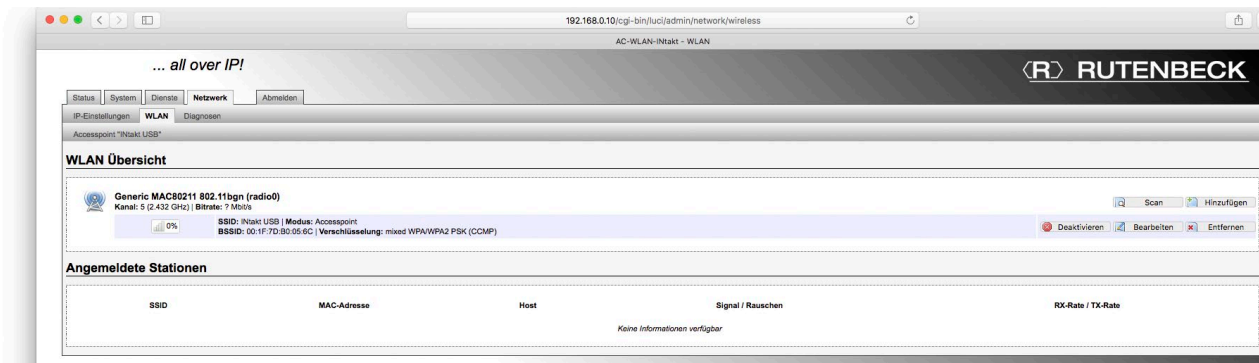 192.168.0.10/cgi-bin/luci/admin/network/wireless
AC-WLAN-INtakt - WLAN
... all over IP!
⟨R⟩ RUTENBECK
Status System Dienste Netzwerk Abmelden
IP-Einstellungen WLAN Diagnosen
Accesspoint "INtakt USB"
WLAN Übersicht
Generic MAC80211 802.11bgn (radio0)
Kanal: 5 (2.432 GHz) | Bitrate: ? Mbit/s
Scan Hinzufügen
0%
SSID: INtakt USB | Modus: Accesspoint
BSSID: 00:1F:7D:B0:05:6C | Verschlüsselung: mixed WPA/WPA2 PSK (CCMP)
Deaktivieren Bearbeiten Entfernen
Angemeldete Stationen
SSID MAC-Adresse Host Signal / Rauschen RX-Rate / TX-Rate
Keine Informationen verfügbar